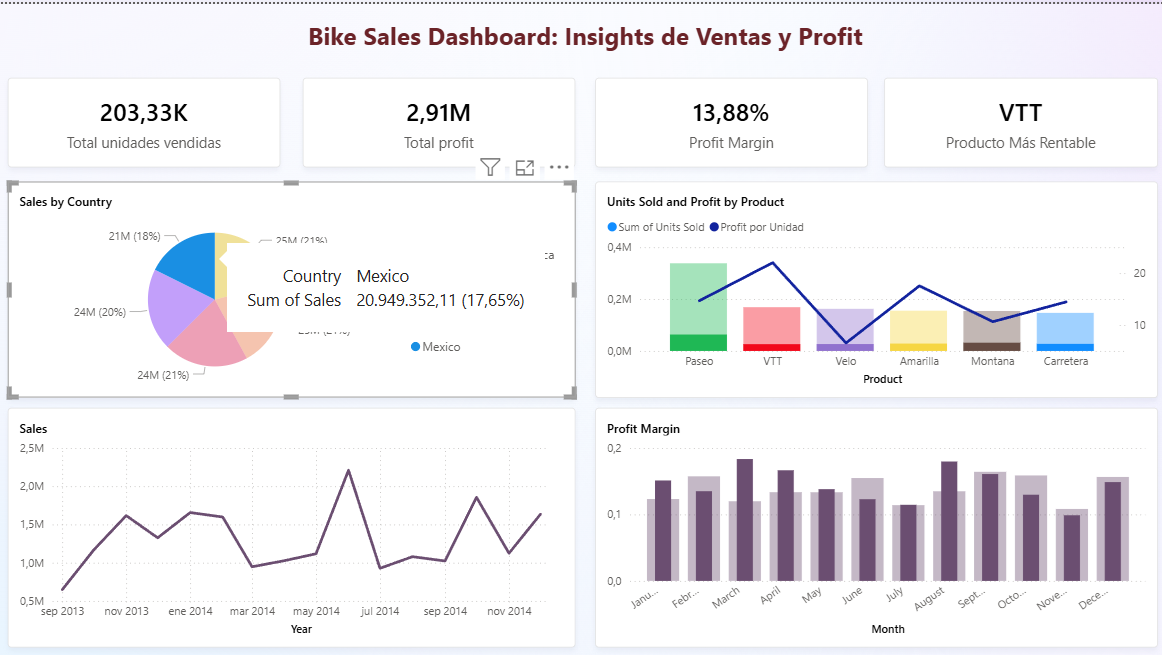 Bike Sales Dashboard: Insights de Ventas y Profit
203,33K
Total unidades vendidas
2,91M
Total profit
13,88%
Profit Margin
VTT
Producto Más Rentable
Sales by Country
21M (18%)
25M (21%)
24M (20%)
24M (21%)
Country Mexico
Sum of Sales 20.949.352,11 (17,65%)
Mexico
Units Sold and Profit by Product
Sum of Units Sold Profit por Unidad
0,4M
0,2M
0,0M
20
10
Paseo VTT Velo Amarilla Montana Carretera
Product
Sales
2,5M
2,0M
1,5M
1,0M
0,5M
sep 2013 nov 2013 ene 2014 mar 2014 may 2014 jul 2014 sep 2014 nov 2014
Year
Profit Margin
0,2
0,1
0,0
Janu... Febr... March April May June July August Sept... Octo... Nove... Dece...
Month